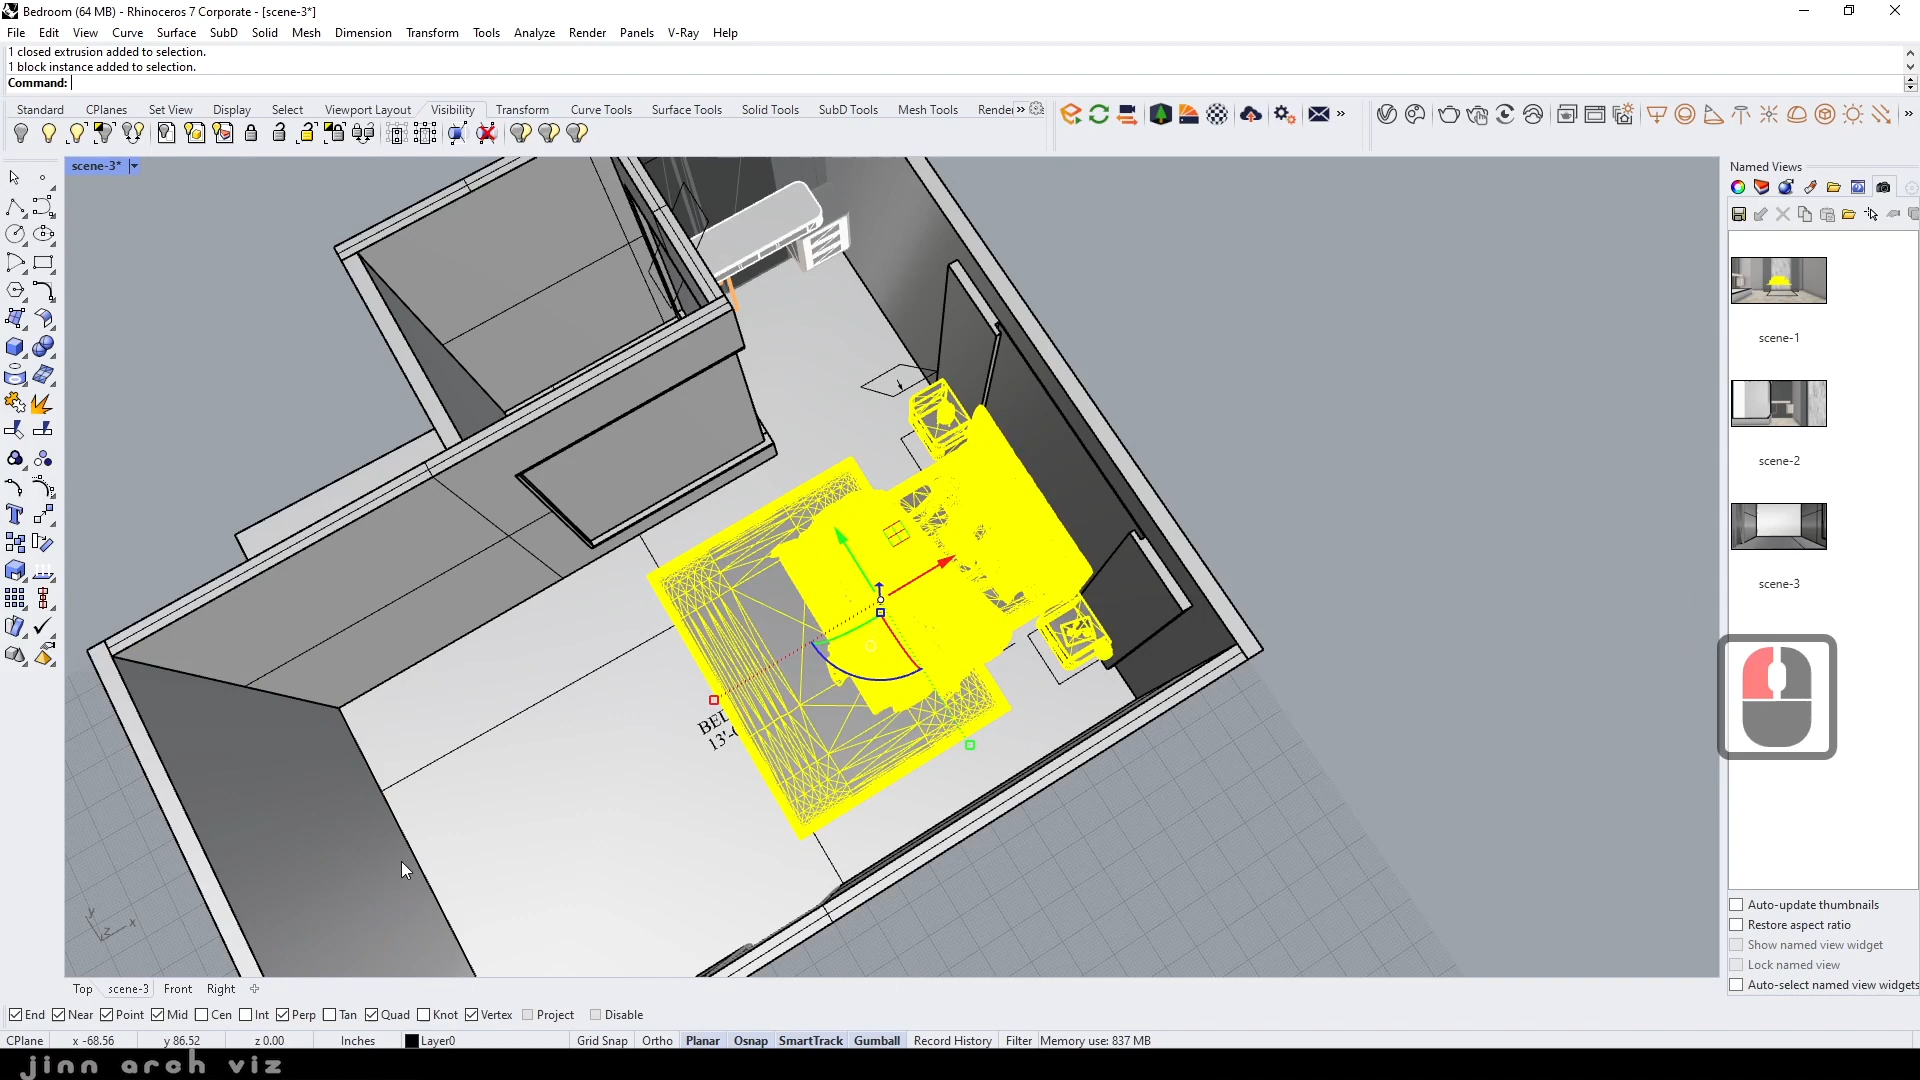 Bedroom (64 MB) - Rhinoceros 7 Corporate - [scene-3*]
File Edit View Curve Surface SubD Solid Mesh Dimension Transform Tools Analyze Render Panels V-Ray Help
1 closed extrusion added to selection.
1 block instance added to selection.
Command:
Standard CPlanes Set View Display Select Viewport Layout Visibility Transform Curve Tools Surface Tools Solid Tools SubD Tools Mesh Tools Render
scene-3*
Named Views
scene-1
scene-2
scene-3
BED
13'-
y
x
z
Auto-update thumbnails
Restore aspect ratio
Show named view widget
Lock named view
Auto-select named view widgets
Top scene-3 Front Right
End Near Point Mid Cen Int Perp Tan Quad Knot Vertex Project Disable
CPlane x -68.56 y 86.52 z 0.00 Inches Layer0 Grid Snap Ortho Planar Osnap SmartTrack Gumball Record History Filter Memory use: 837 MB
jinn arch viz